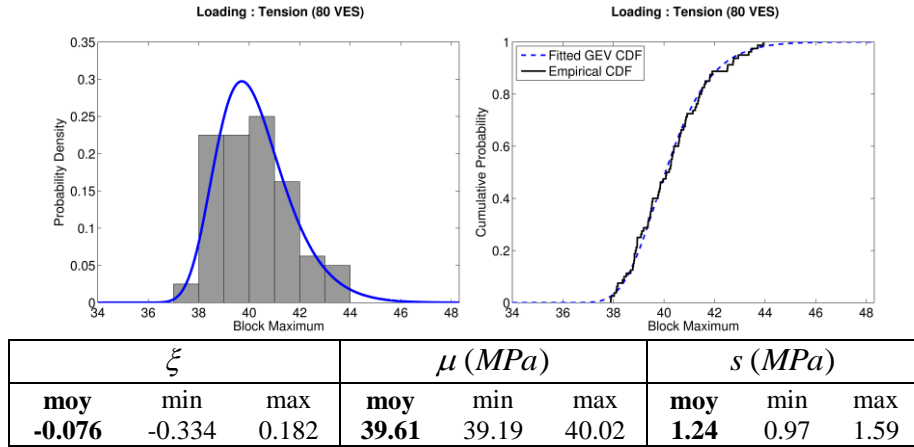 Loading : Tension (80 VES)
0.35
0.3
0.25
0.2
0.15
0.1
0.05
0
Probability Density
34 36 38 40 42 44 46 48
Block Maximum
Loading : Tension (80 VES)
1
0.8
0.6
0.4
0.2
0
Cumulative Probability
Fitted GEV CDF
Empirical CDF
34 36 38 40 42 44 46 48
Block Maximum
ξ μ (MPa) s (MPa)
moy min max moy min max moy min max
-0.076 -0.334 0.182 39.61 39.19 40.02 1.24 0.97 1.59